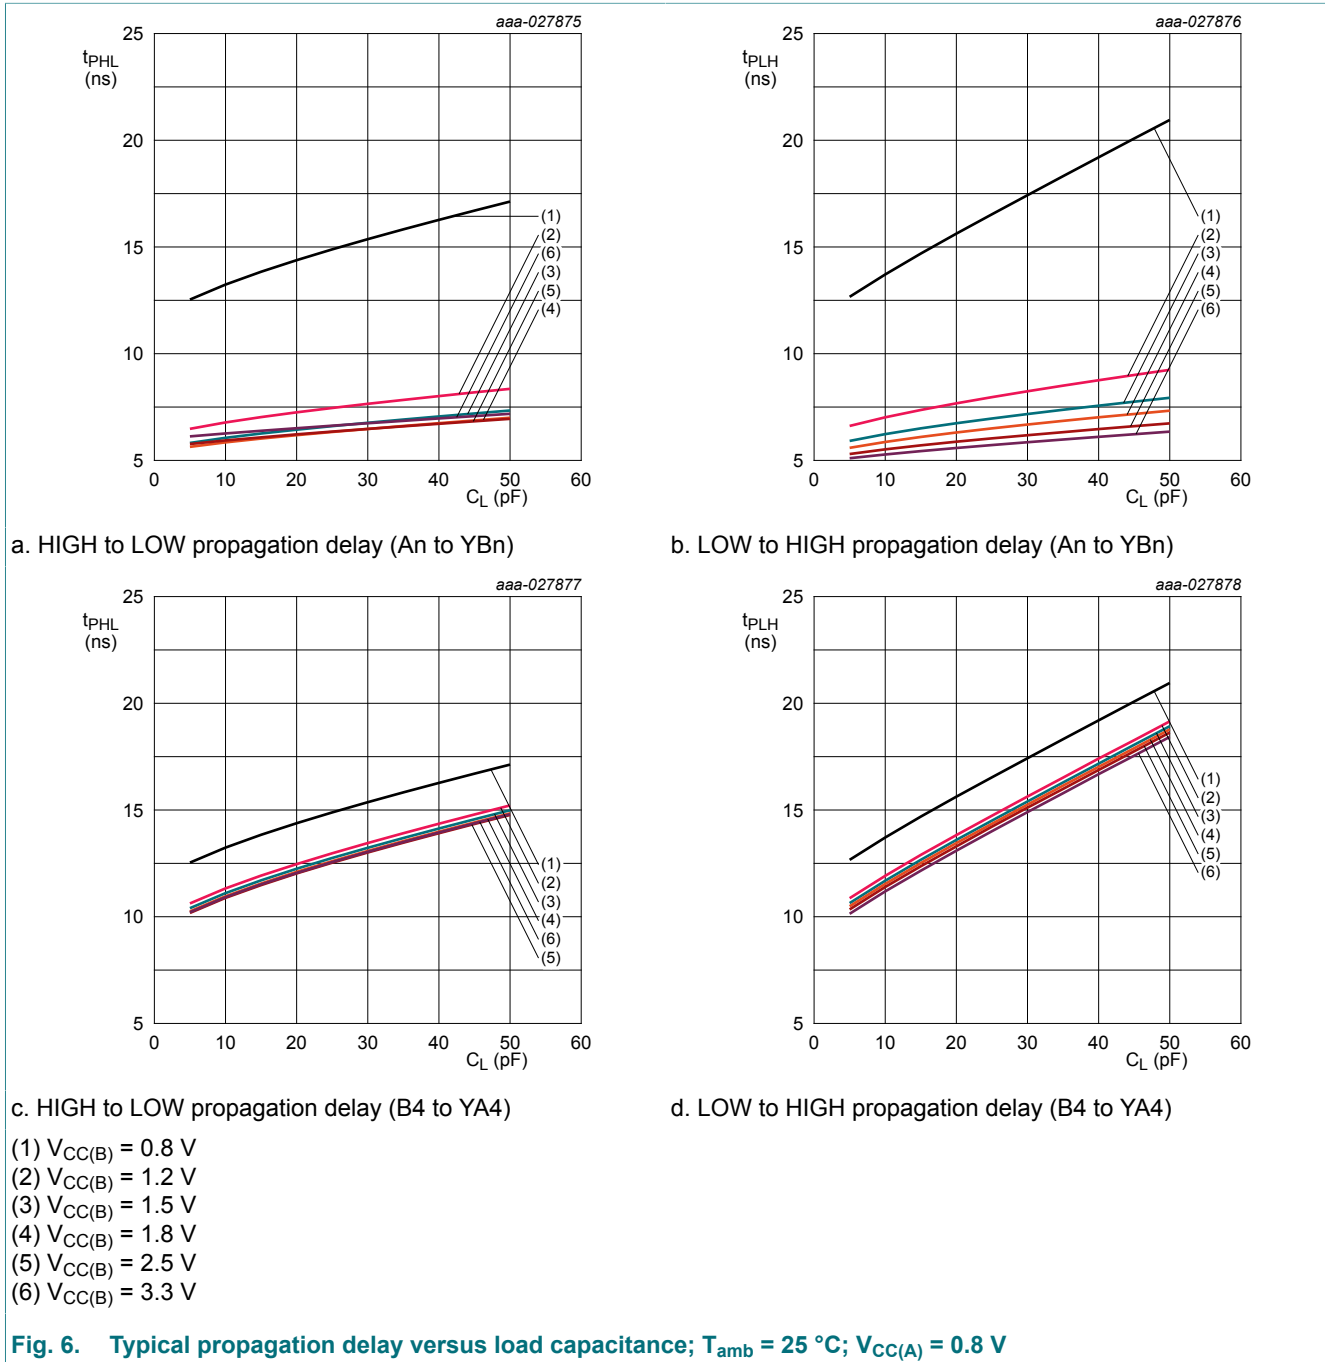 aaa-027875
25
20
15
10
5
tPHL
(ns)
(1)
(2)
(6)
(3)
(5)
(4)
0 10 20 30 40 50 60
CL (pF)
a. HIGH to LOW propagation delay (An to YBn)
aaa-027876
25
20
15
10
5
tPLH
(ns)
(1)
(2)
(3)
(4)
(5)
(6)
0 10 20 30 40 50 60
CL (pF)
b. LOW to HIGH propagation delay (An to YBn)
aaa-027877
25
20
15
10
5
tPHL
(ns)
(1)
(2)
(3)
(4)
(6)
(5)
0 10 20 30 40 50 60
CL (pF)
c. HIGH to LOW propagation delay (B4 to YA4)
aaa-027878
25
20
15
10
5
tPLH
(ns)
(1)
(2)
(3)
(4)
(5)
(6)
0 10 20 30 40 50 60
CL (pF)
d. LOW to HIGH propagation delay (B4 to YA4)
(1) VCC(B) = 0.8 V
(2) VCC(B) = 1.2 V
(3) VCC(B) = 1.5 V
(4) VCC(B) = 1.8 V
(5) VCC(B) = 2.5 V
(6) VCC(B) = 3.3 V
Fig. 6. Typical propagation delay versus load capacitance; Tamb = 25 °C; VCC(A) = 0.8 V